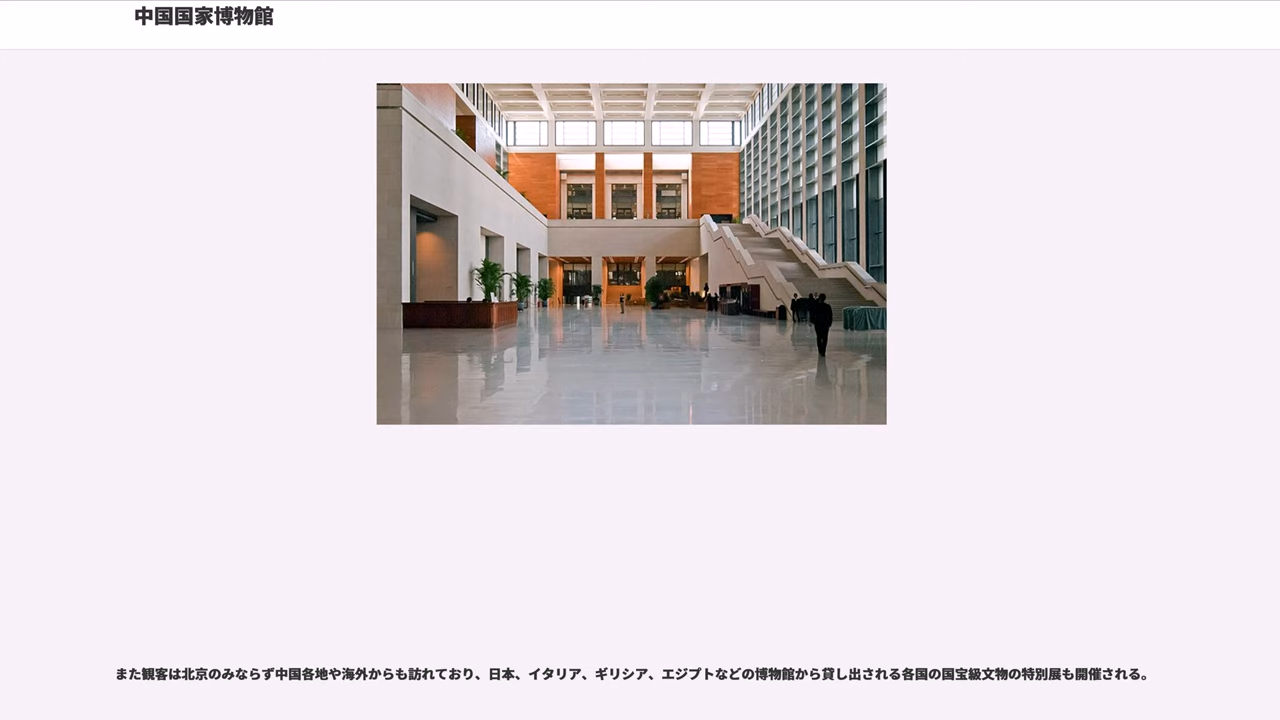 中国国家博物館
また観客は北京のみならず中国各地や海外からも訪れており、日本、イタリア、ギリシア、エジプトなどの博物館から貸し出される各国の国宝級文物の特別展も開催される。